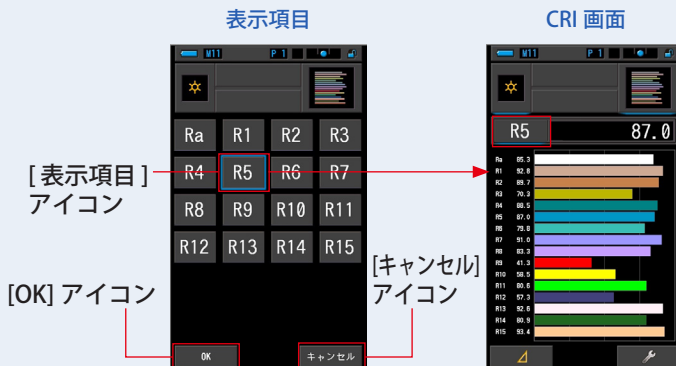 表示項目
CRI 画面
M11 P 1
M11 P 1
Ra R1 R2 R3
R4 R5 R6 R7
R8 R9 R10 R11
R12 R13 R14 R15
OK キャンセル
[ 表示項目 ]
アイコン
[OK] アイコン
[キャンセル]
アイコン
R5 87.0
Ra 85.3
R1 92.8
R2 89.7
R3 70.3
R4 88.5
R5 87.0
R6 79.8
R7 91.0
R8 83.3
R9 41.3
R10 58.5
R11 80.6
R12 57.3
R13 92.6
R14 80.9
R15 93.4